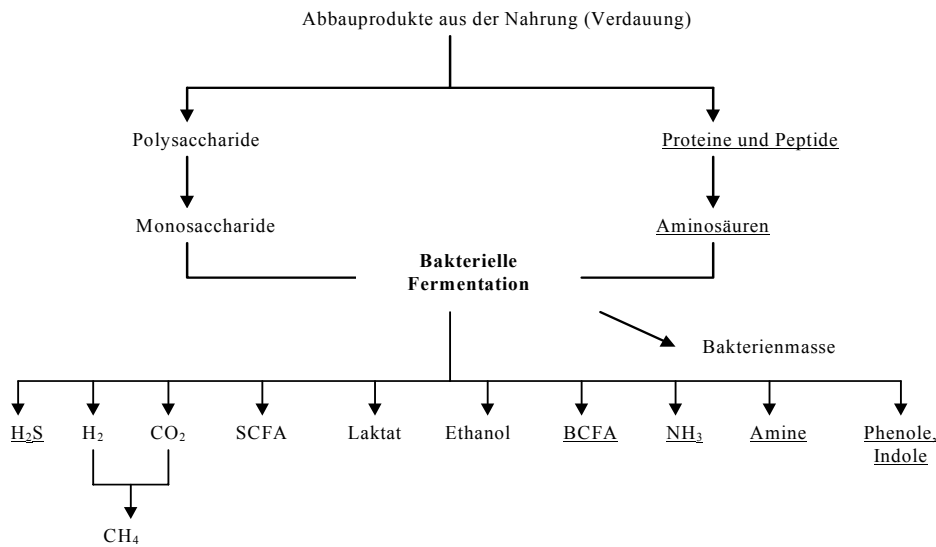 Abbauprodukte aus der Nahrung (Verdauung)
Polysaccharide
Proteine und Peptide
Monosaccharide
Aminosäuren
Bakterielle
Fermentation
Bakterienmasse
H₂S
H₂
CO₂
SCFA
Laktat
Ethanol
BCFA
NH₃
Amine
Phenole,
Indole
CH₄